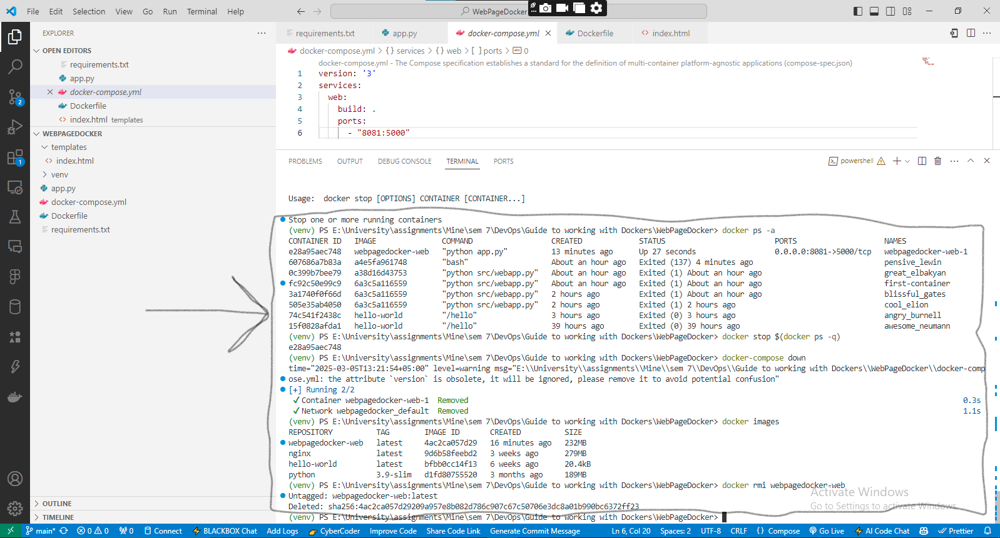 File Edit Selection View Go Run Terminal Help
WebPageDocker
EXPLORER
OPEN EDITORS
requirements.txt
app.py
docker-compose.yml
Dockerfile
index.html templates
WEBPAGEDOCKER
templates
index.html
venv
app.py
docker-compose.yml
Dockerfile
requirements.txt
OUTLINE
TIMELINE
2
1
requirements.txt app.py docker-compose.yml Dockerfile index.html
docker-compose.yml > {} services > {} web > [ ] ports > abc 0
docker-compose.yml - The Compose specification establishes a standard for the definition of multi-container platform-agnostic applications (compose-spec.json)
1 version: '3'
2 services:
3 web:
4 build: .
5 ports:
6 - "8081:5000"
PROBLEMS OUTPUT DEBUG CONSOLE TERMINAL PORTS
powershell
Usage: docker stop [OPTIONS] CONTAINER [CONTAINER...]
Stop one or more running containers
(venv) PS E:\University\assignments\Mine\sem 7\DevOps\Guide to working with Dockers\WebPageDocker> docker ps -a
CONTAINER ID IMAGE COMMAND CREATED STATUS PORTS NAMES
e28a95aec748 webpagedocker-web "python app.py" 13 minutes ago Up 27 seconds 0.0.0.0:8081->5000/tcp webpagedocker-web-1
607686a7b83a a4e5fa961748 "bash" About an hour ago Exited (137) 4 minutes ago pensive_lewin
0c399b7bee79 a38d16d43753 "python src/webapp.py" About an hour ago Exited (1) About an hour ago great_elbakyan
fc92c50e99c9 6a3c5a116559 "python src/webapp.py" About an hour ago Exited (1) About an hour ago first-container
3a1740f0f66d 6a3c5a116559 "python src/webapp.py" 2 hours ago Exited (1) About an hour ago blissful_gates
505e35ab4050 6a3c5a116559 "python src/webapp.py" 2 hours ago Exited (1) 2 hours ago cool_elion
74c541f2438c hello-world "/hello" 3 hours ago Exited (0) 3 hours ago angry_burnell
15f0828afda1 hello-world "/hello" 39 hours ago Exited (0) 39 hours ago awesome_neumann
(venv) PS E:\University\assignments\Mine\sem 7\DevOps\Guide to working with Dockers\WebPageDocker> docker stop $(docker ps -q)
e28a95aec748
(venv) PS E:\University\assignments\Mine\sem 7\DevOps\Guide to working with Dockers\WebPageDocker> docker-compose down
time="2025-03-05T13:21:54+05:00" level=warning msg="E:\\University\\assignments\\Mine\\sem 7\\DevOps\\Guide to working with Dockers\\WebPageDocker\\docker-comp
ose.yml: the attribute `version` is obsolete, it will be ignored, please remove it to avoid potential confusion"
[+] Running 2/2
✓ Container webpagedocker-web-1 Removed 0.3s
✓ Network webpagedocker_default Removed 1.1s
(venv) PS E:\University\assignments\Mine\sem 7\DevOps\Guide to working with Dockers\WebPageDocker> docker images
REPOSITORY TAG IMAGE ID CREATED SIZE
webpagedocker-web latest 4ac2ca057d29 16 minutes ago 232MB
nginx latest 9d6b58feebd2 3 weeks ago 279MB
hello-world latest bfbb0cc14f13 6 weeks ago 20.4kB
python 3.9-slim d1fd80755520 3 months ago 189MB
(venv) PS E:\University\assignments\Mine\sem 7\DevOps\Guide to working with Dockers\WebPageDocker> docker rmi webpagedocker-web
Untagged: webpagedocker-web:latest
Deleted: sha256:4ac2ca057d29209a957e8b082d786c907c67c50706e3dc8a01b990bc6372ff23
(venv) PS E:\University\assignments\Mine\sem 7\DevOps\Guide to working with Dockers\WebPageDocker>
Activate Windows
Go to Settings to activate Windows.
main* 0 0 0 Connect BLACKBOX Chat Add Logs CyberCoder Improve Code Share Code Link Generate Commit Message Ln 6, Col 20 Spaces: 2 UTF-8 CRLF {} Compose Go Live AI Code Chat Prettier